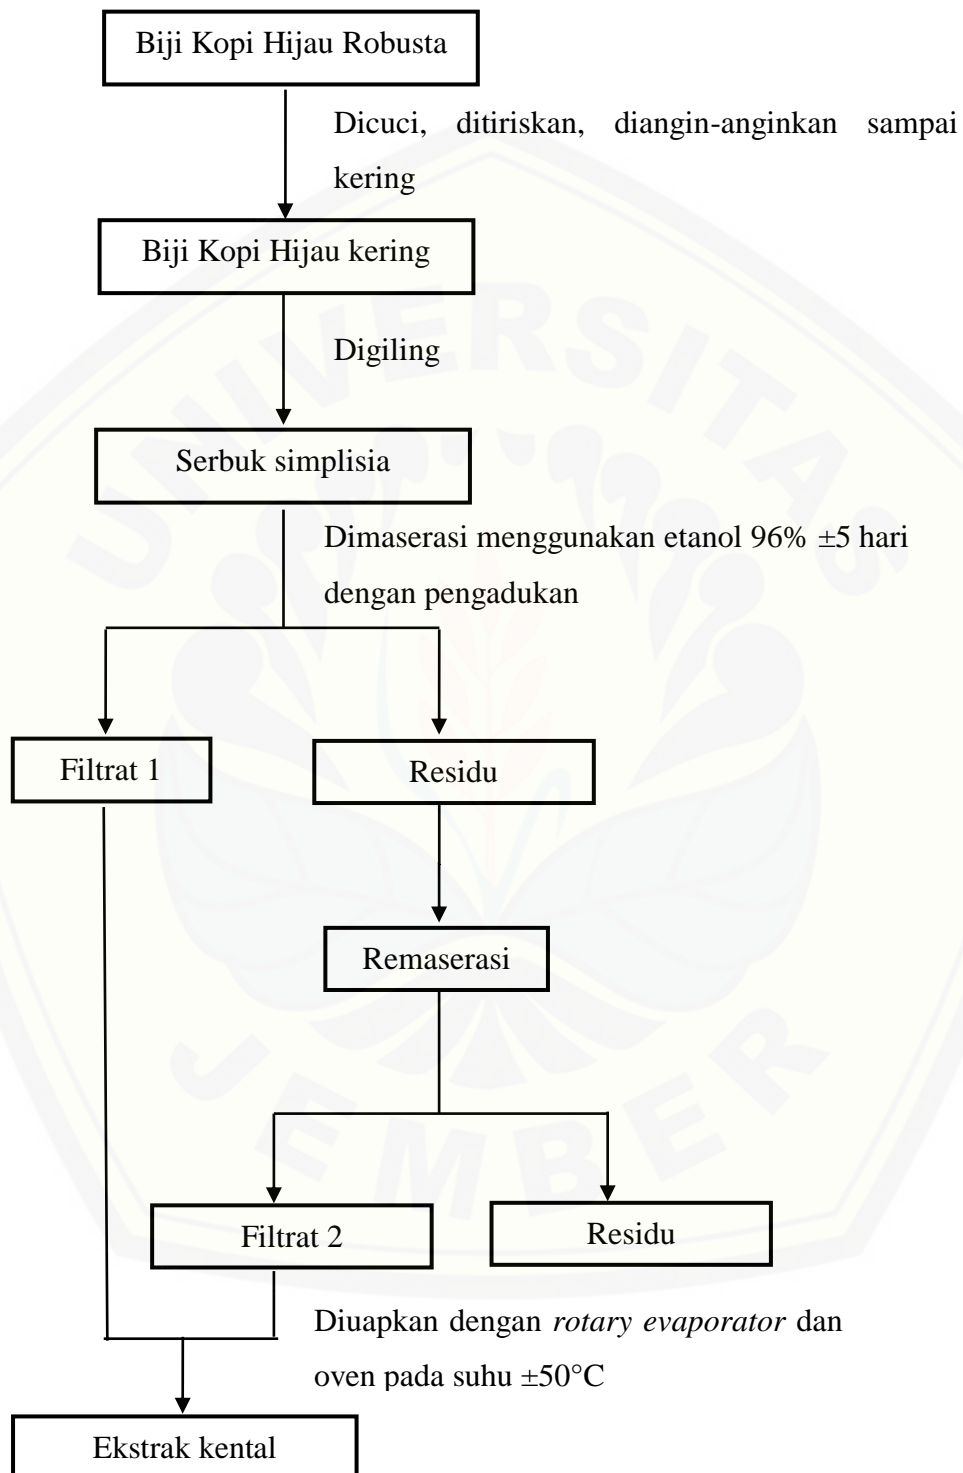 Biji Kopi Hijau Robusta
Dicuci, ditiriskan, diangin-anginkan sampai
kering
Biji Kopi Hijau kering
Digiling
Serbuk simplisia
Dimaserasi menggunakan etanol 96% ±5 hari
dengan pengadukan
Filtrat 1
Residu
Remaserasi
Filtrat 2
Residu
Diuapkan dengan rotary evaporator dan
oven pada suhu ±50°C
Ekstrak kental
UNIVERSITAS
JEMBER